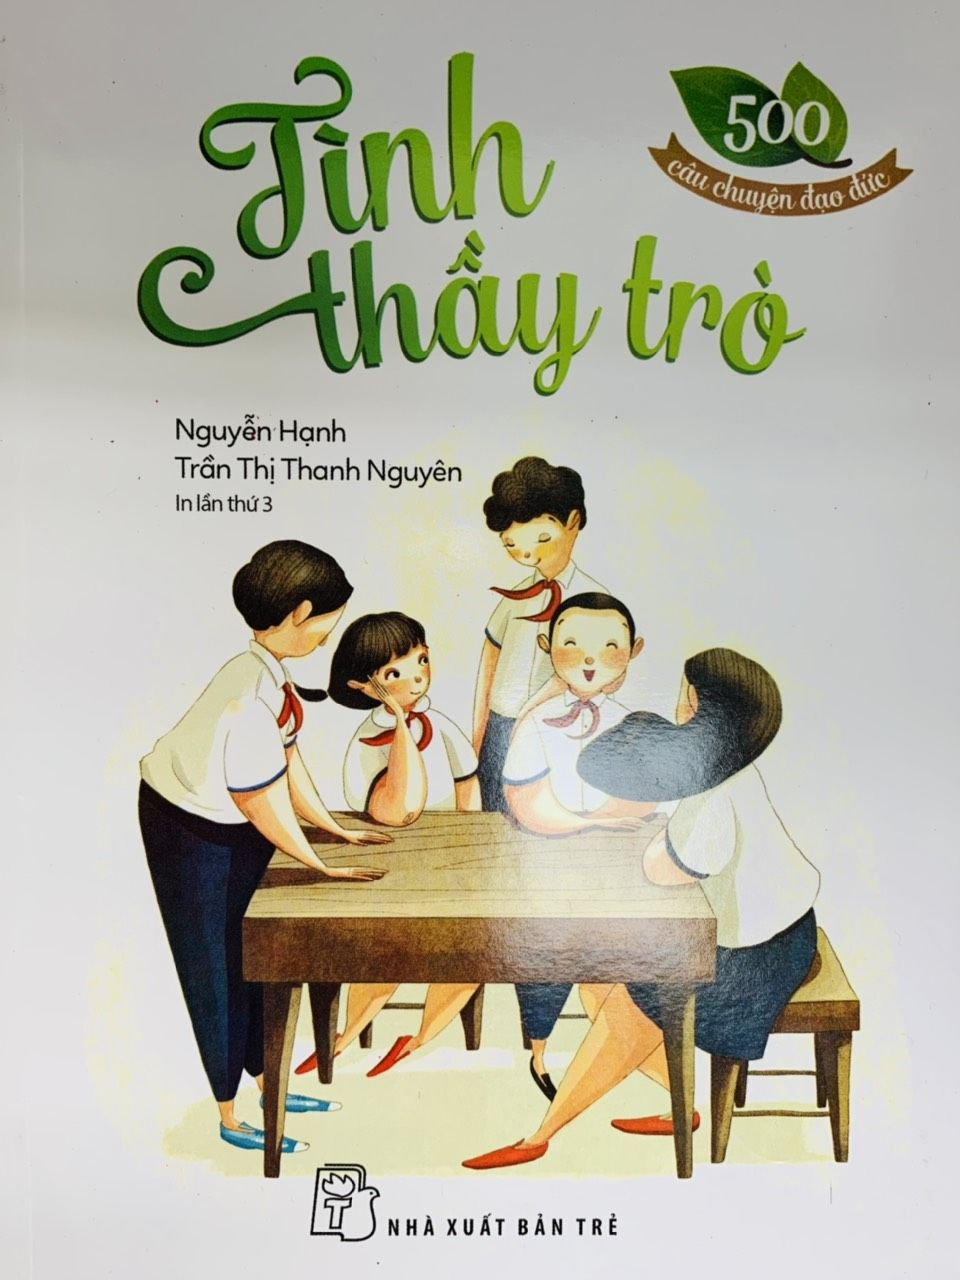 500
câu chuyện đạo đức
Tình
thầy trò
Nguyễn Hạnh
Trần Thị Thanh Nguyên
In lần thứ 3
T
NHÀ XUẤT BẢN TRẺ